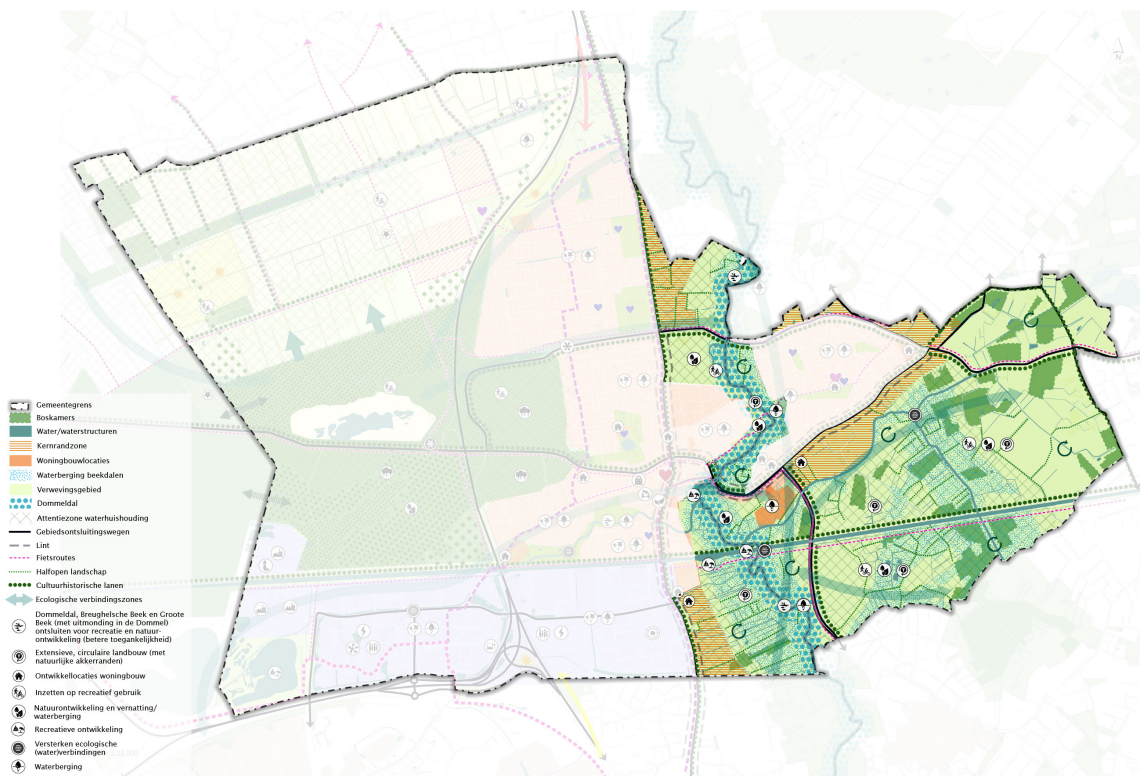 N
Gemeentegrens
Boskamers
Water/waterstructuren
Kernrandzone
Woningbouwlocaties
Waterberging beekdalen
Verwevingsgebied
Dommeldal
Attentiezone waterhuishouding
Gebiedsontsluitingswegen
Lint
Fietsroutes
Halfopen landschap
Cultuurhistorische lanen
Ecologische verbindingszones
Dommeldal, Breughelsche Beek en Groote
Beek (met uitmonding in de Dommel)
ontsluiten voor recreatie en natuur-
ontwikkeling (betere toegankelijkheid)
Extensieve, circulaire landbouw (met
natuurlijke akkerranden)
Ontwikkellocaties woningbouw
Inzetten op recreatief gebruik
Natuurontwikkeling en vernatting/
waterberging
Recreatieve ontwikkeling
Versterken ecologische
(water)verbindingen
Waterberging